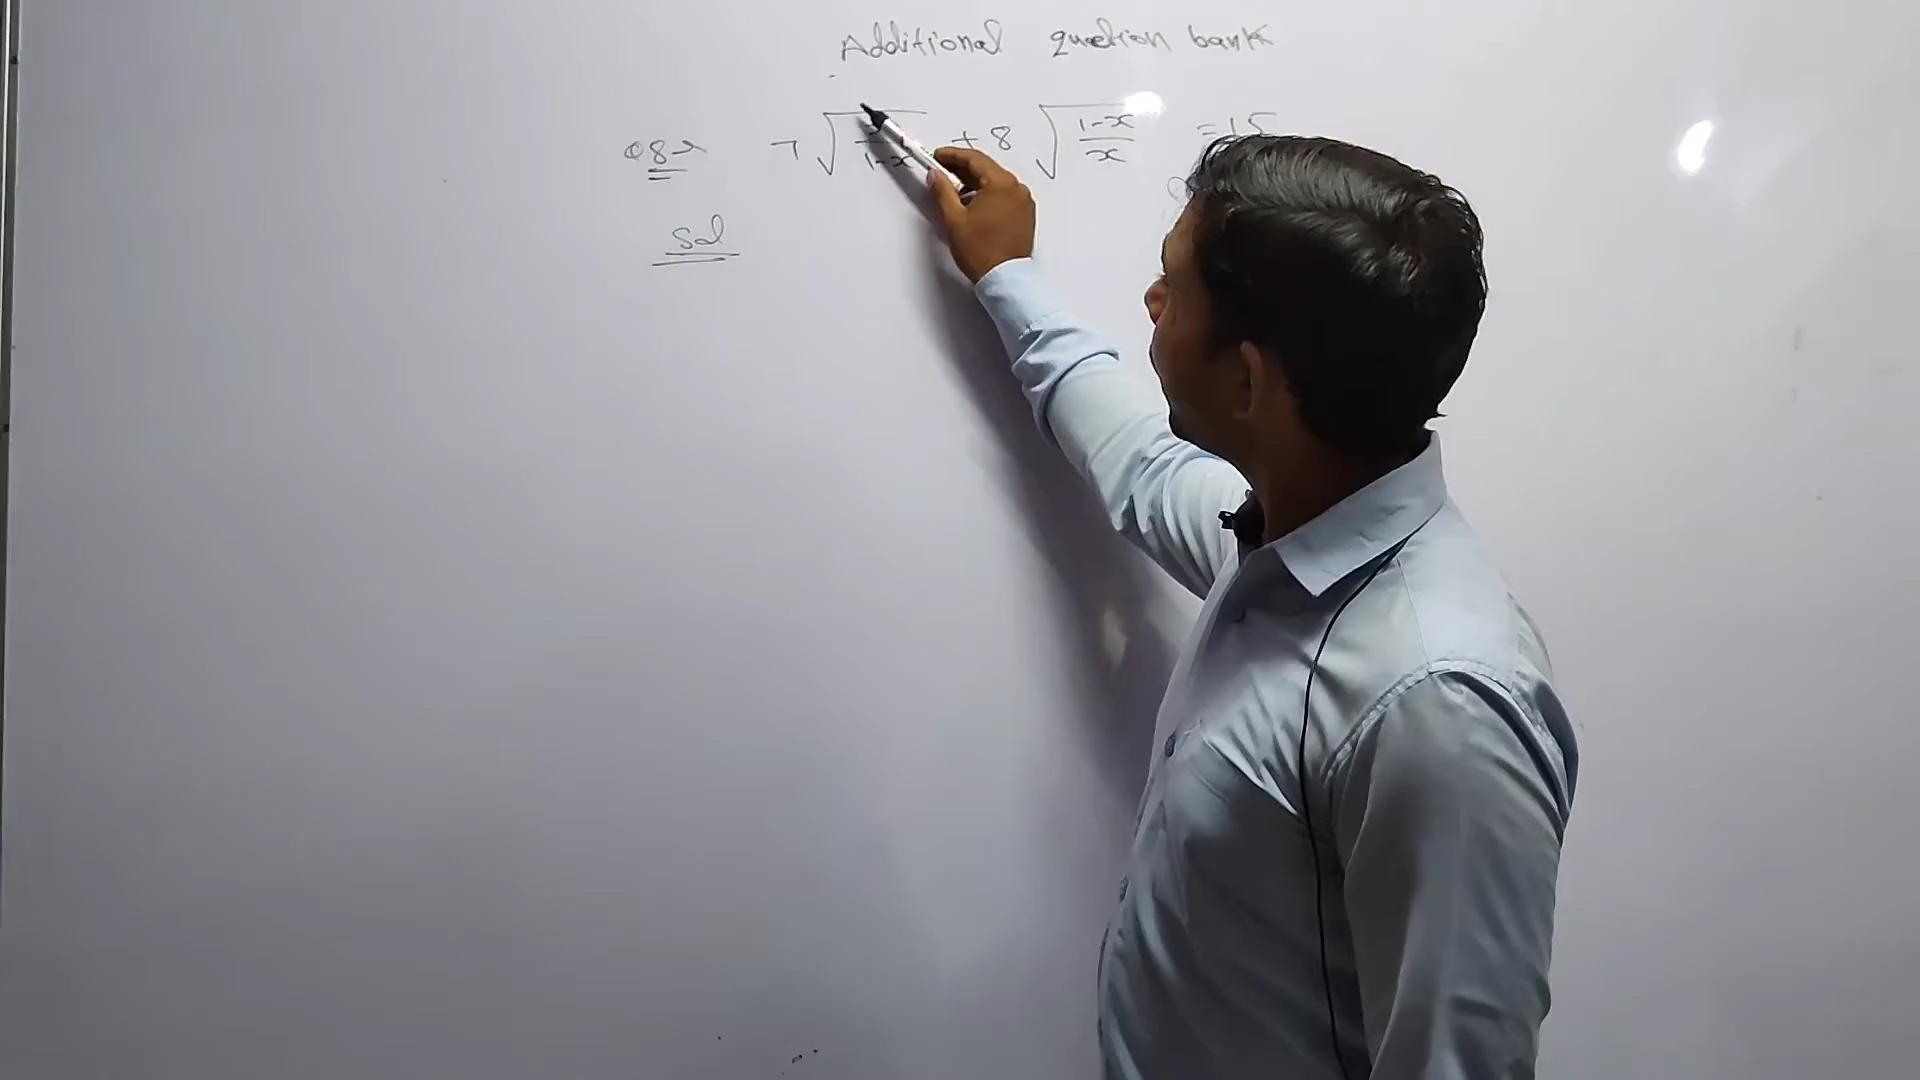 Additional question bank
Q8→ 7√(x/(1-x)) + 8√((1-x)/x) =15
Sol